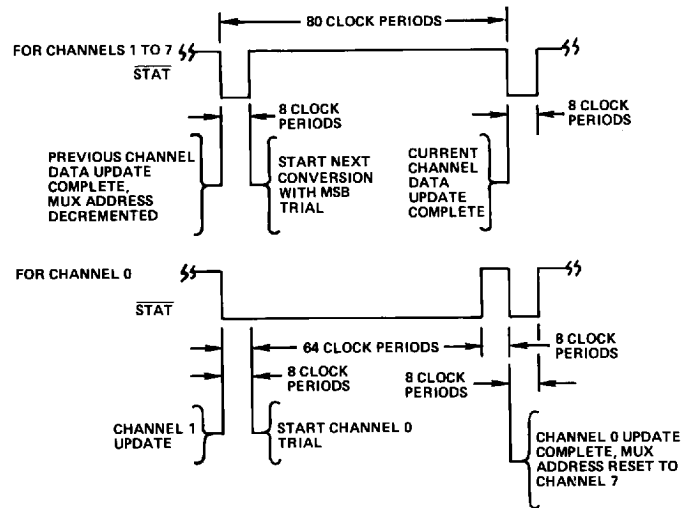 80 CLOCK PERIODS
FOR CHANNELS 1 TO 7
STAT
8 CLOCK
PERIODS
8 CLOCK
PERIODS
PREVIOUS CHANNEL
DATA UPDATE
COMPLETE,
MUX ADDRESS
DECREMENTED
START NEXT
CONVERSION
WITH MSB
TRIAL
CURRENT
CHANNEL
DATA
UPDATE
COMPLETE
FOR CHANNEL 0
STAT
64 CLOCK PERIODS
8 CLOCK
PERIODS
8 CLOCK
PERIODS
8 CLOCK
PERIODS
CHANNEL 1
UPDATE
START CHANNEL 0
TRIAL
CHANNEL 0 UPDATE
COMPLETE, MUX
ADDRESS RESET TO
CHANNEL 7